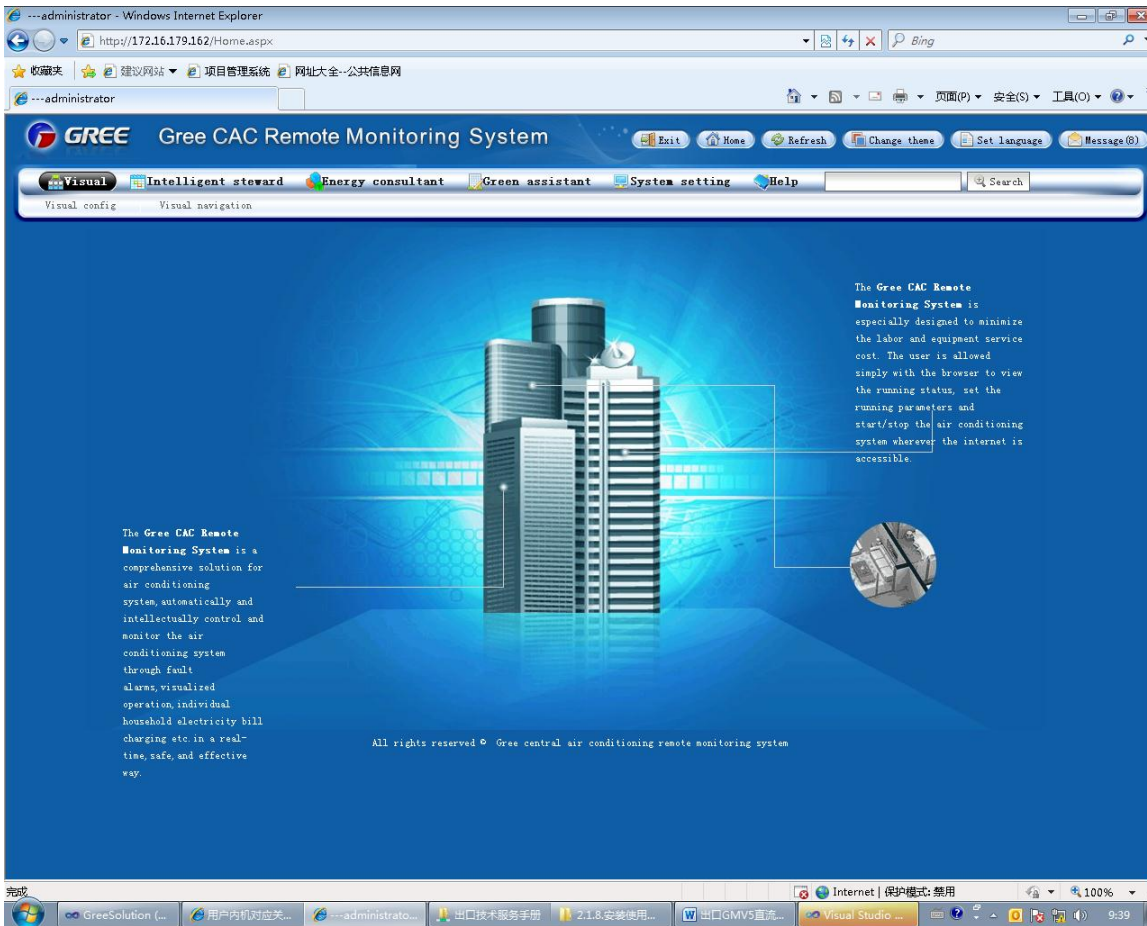 ---administrator - Windows Internet Explorer
http://172.16.179.162/Home.aspx
Bing
收藏夹 建议网站 项目管理系统 网址大全--公共信息网
---administrator
页面(P) 安全(S) 工具(O)
GREE Gree CAC Remote Monitoring System
Exit Home Refresh Change theme Set language Message(6)
Visual Intelligent steward Energy consultant Green assistant System setting Help Search
Visual config Visual navigation
The Gree CAC Remote
Monitoring System is
especially designed to minimize
the labor and equipment service
cost. The user is allowed
simply with the browser to view
the running status, set the
running parameters and
start/stop the air conditioning
system wherever the internet is
accessible.
The Gree CAC Remote
Monitoring System is a
comprehensive solution for
air conditioning
system, automatically and
intellectually control and
monitor the air
conditioning system
through fault
alarms, visualized
operation, individual
household electricity bill
charging etc. in a real-
time, safe, and effective
way.
All rights reserved © Gree central air conditioning remote monitoring system
完成
Internet | 保护模式: 禁用
100%
GreeSolution (... 用户内机对应关... ---administrato... 出口技术服务手册 2.1.8.安装使用... 出口GMV5直流... Visual Studio ... 9:39